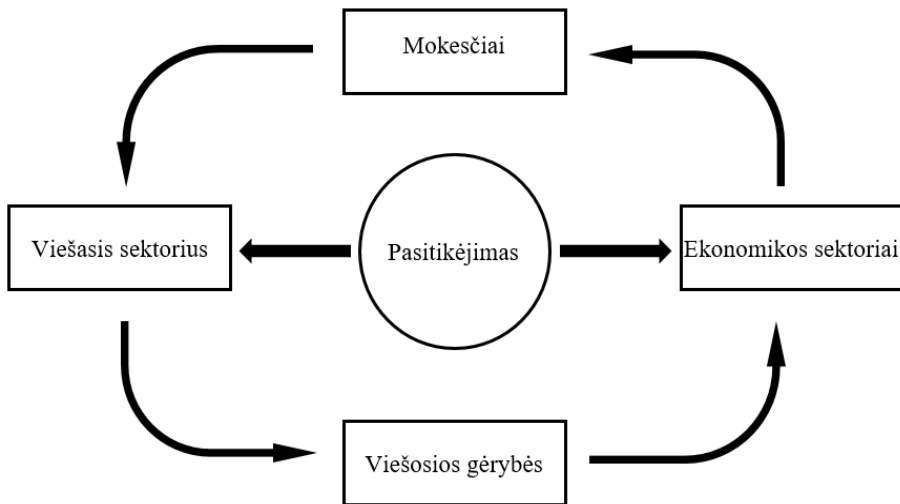 Mokesčiai
Viešasis sektorius
Pasitikėjimas
Ekonomikos sektoriai
Viešosios gėrybės